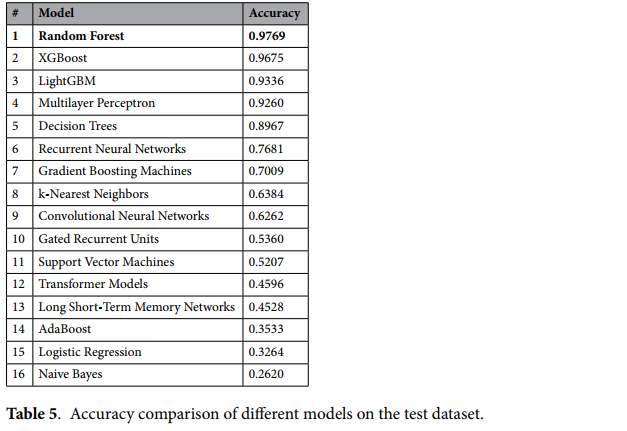 # Model Accuracy
1 Random Forest 0.9769
2 XGBoost 0.9675
3 LightGBM 0.9336
4 Multilayer Perceptron 0.9260
5 Decision Trees 0.8967
6 Recurrent Neural Networks 0.7681
7 Gradient Boosting Machines 0.7009
8 k-Nearest Neighbors 0.6384
9 Convolutional Neural Networks 0.6262
10 Gated Recurrent Units 0.5360
11 Support Vector Machines 0.5207
12 Transformer Models 0.4596
13 Long Short-Term Memory Networks 0.4528
14 AdaBoost 0.3533
15 Logistic Regression 0.3264
16 Naive Bayes 0.2620
Table 5. Accuracy comparison of different models on the test dataset.